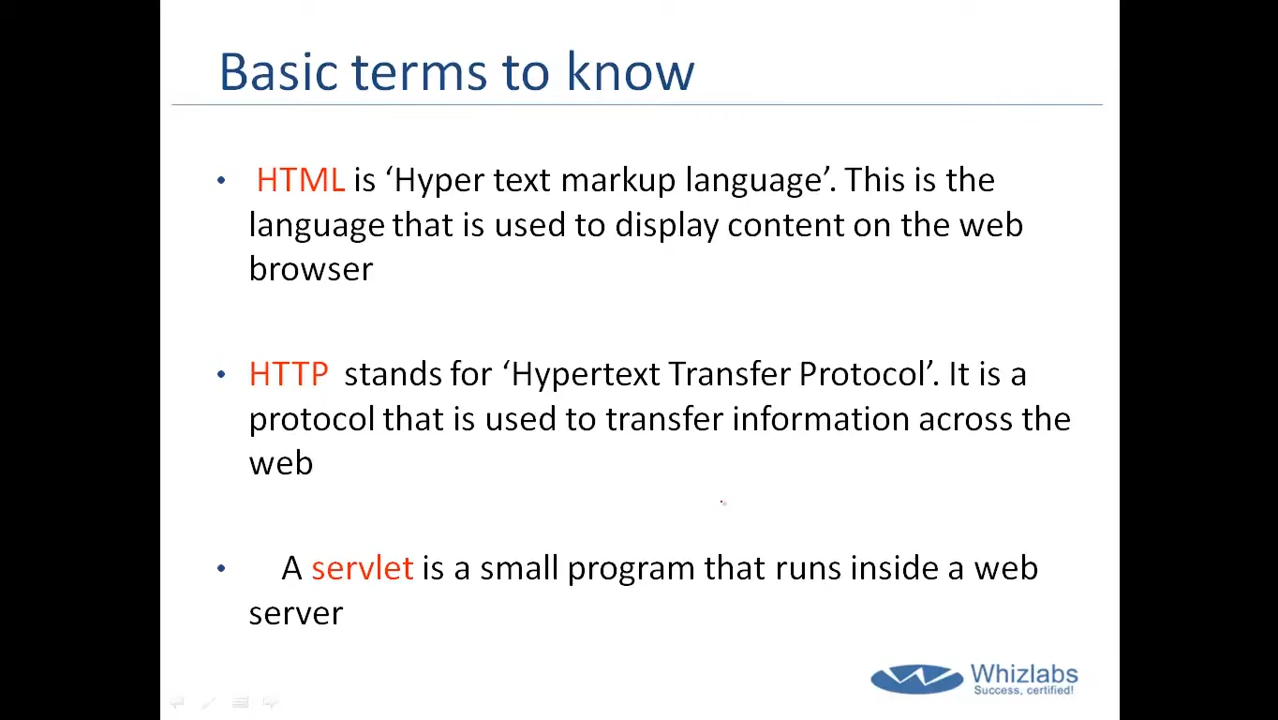 Basic terms to know
• HTML is ‘Hyper text markup language’. This is the
language that is used to display content on the web
browser
• HTTP stands for ‘Hypertext Transfer Protocol’. It is a
protocol that is used to transfer information across the
web
• A servlet is a small program that runs inside a web
server
Whizlabs
Success, certified!